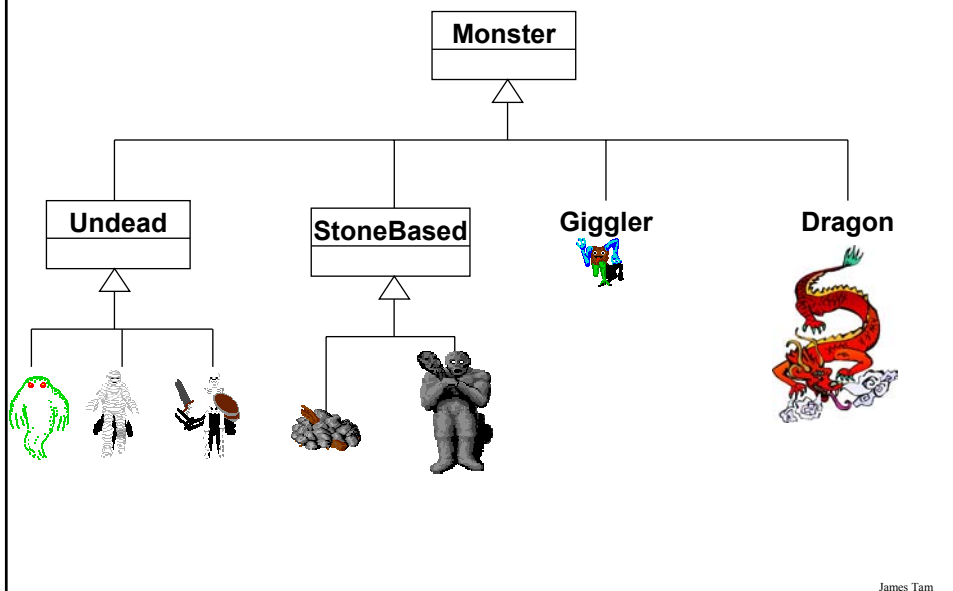 Monster
Undead
StoneBased
Giggler
Dragon
James Tam